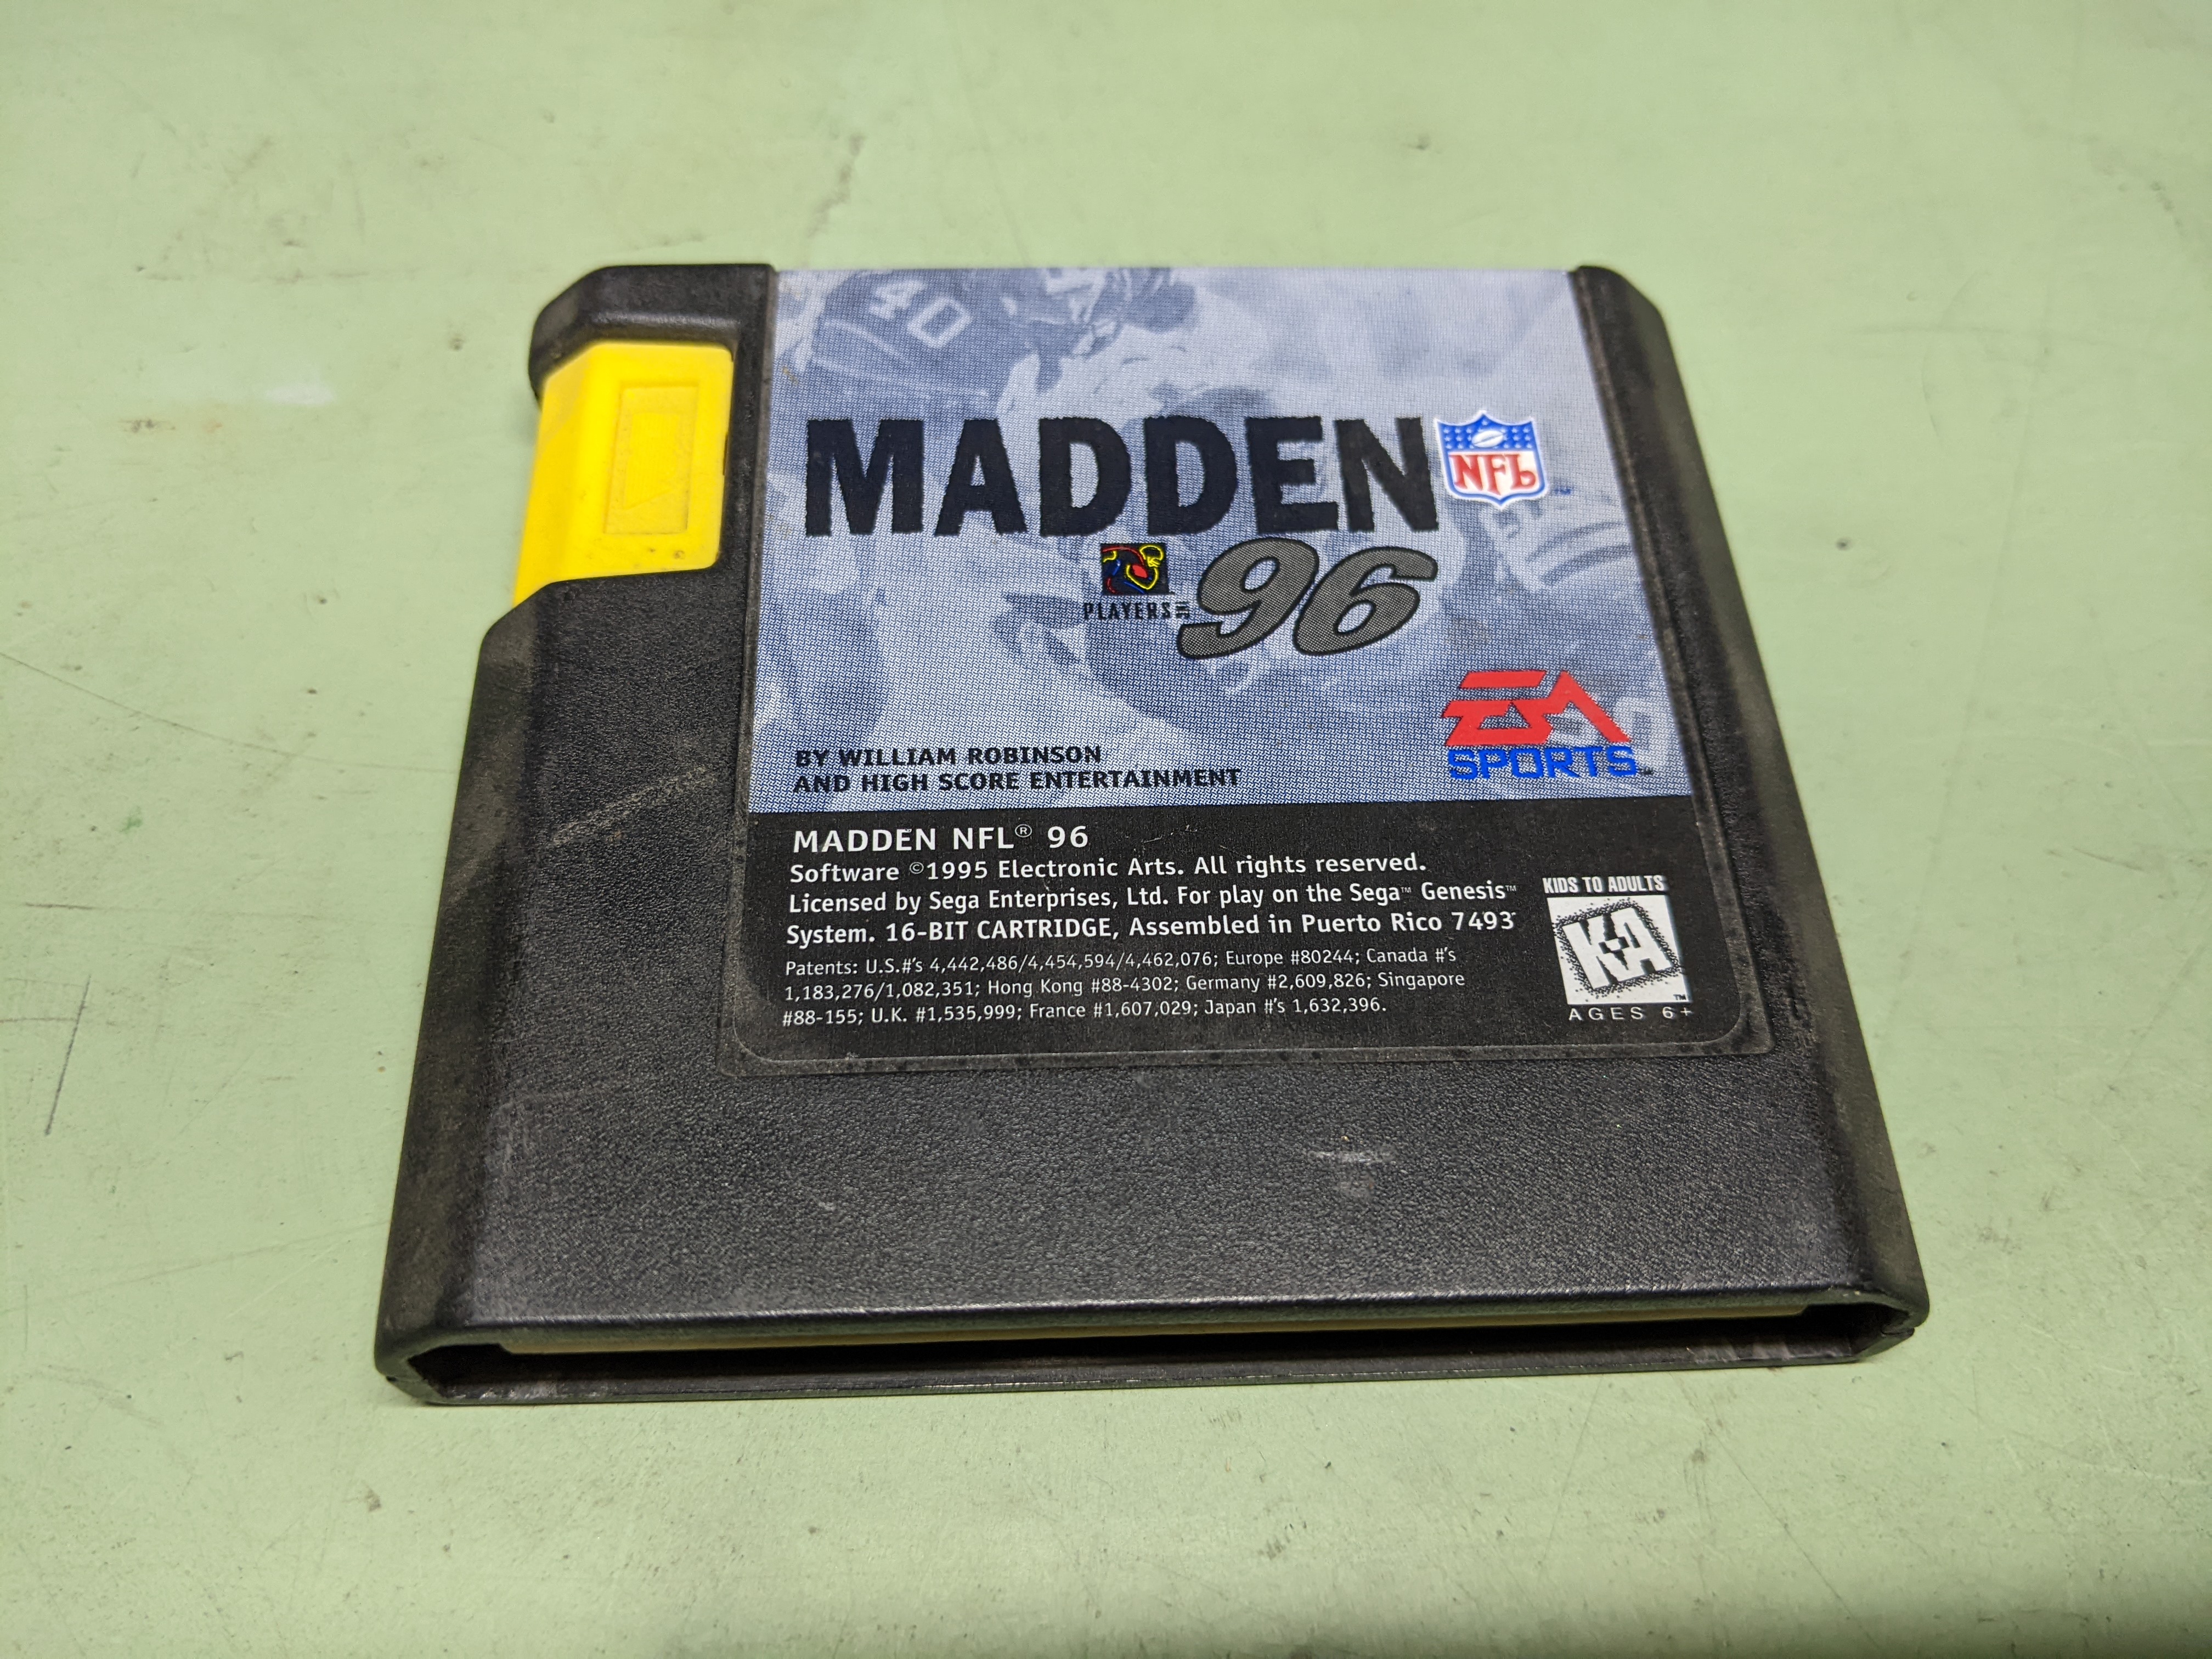 40
MADDEN
NFL
PLAYERS INC
96
EA
SPORTS
BY WILLIAM ROBINSON
AND HIGH SCORE ENTERTAINMENT
MADDEN NFL® 96
Software ©1995 Electronic Arts. All rights reserved.
Licensed by Sega Enterprises, Ltd. For play on the Sega™ Genesis™
System. 16-BIT CARTRIDGE, Assembled in Puerto Rico 7493
Patents: U.S.#'s 4,442,486/4,454,594/4,462,076; Europe #80244; Canada #'s
1,183,276/1,082,351; Hong Kong #88-4302; Germany #2,609,826; Singapore
#88-155; U.K. #1,535,999; France #1,607,029; Japan #'s 1,632,396.
KIDS TO ADULTS
K-A
™
AGES 6+